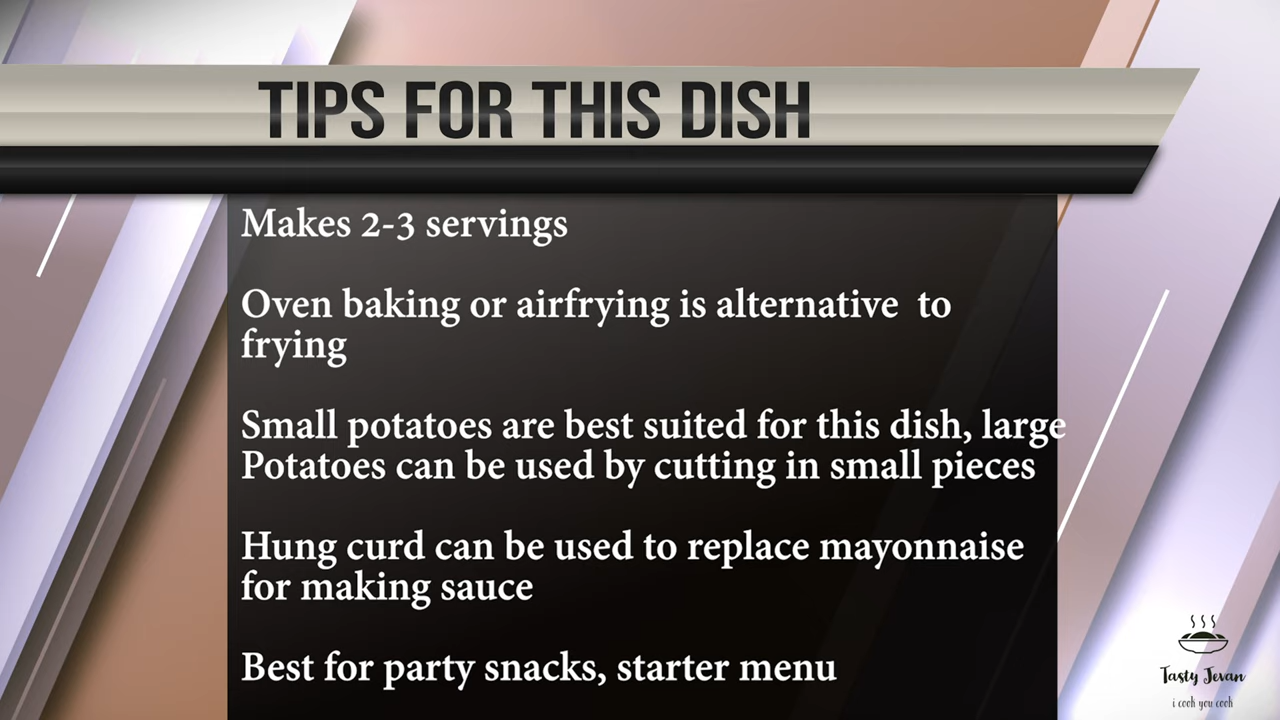 TIPS FOR THIS DISH
Makes 2-3 servings
Oven baking or airfrying is alternative  to
frying
Small potatoes are best suited for this dish, large
Potatoes can be used by cutting in small pieces
Hung curd can be used to replace mayonnaise
for making sauce
Best for party snacks, starter menu
Tasty Jevan
i cook you cook